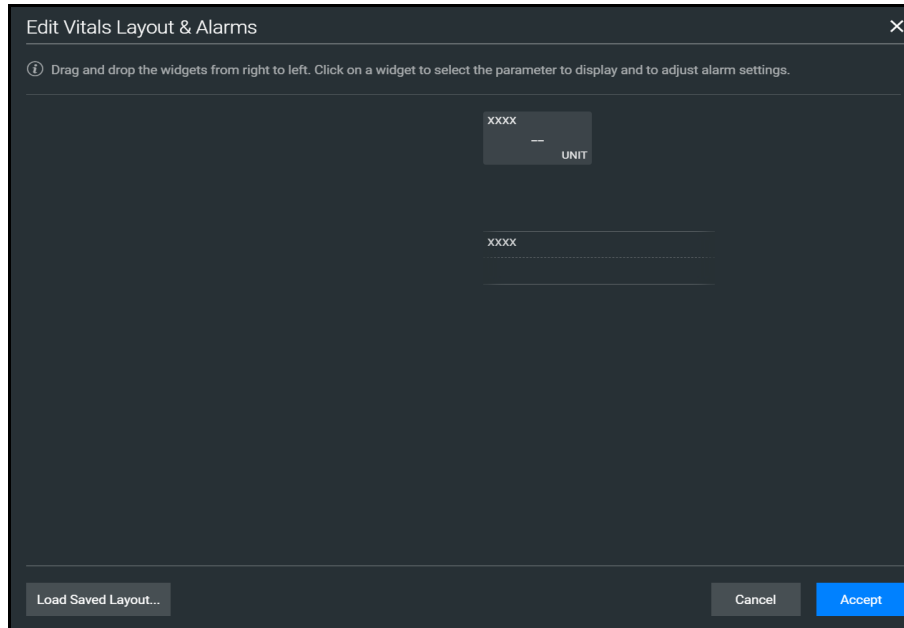 Edit Vitals Layout & Alarms
Drag and drop the widgets from right to left. Click on a widget to select the parameter to display and to adjust alarm settings.
XXXX
--
UNIT
XXXX
Load Saved Layout...
Cancel
Accept